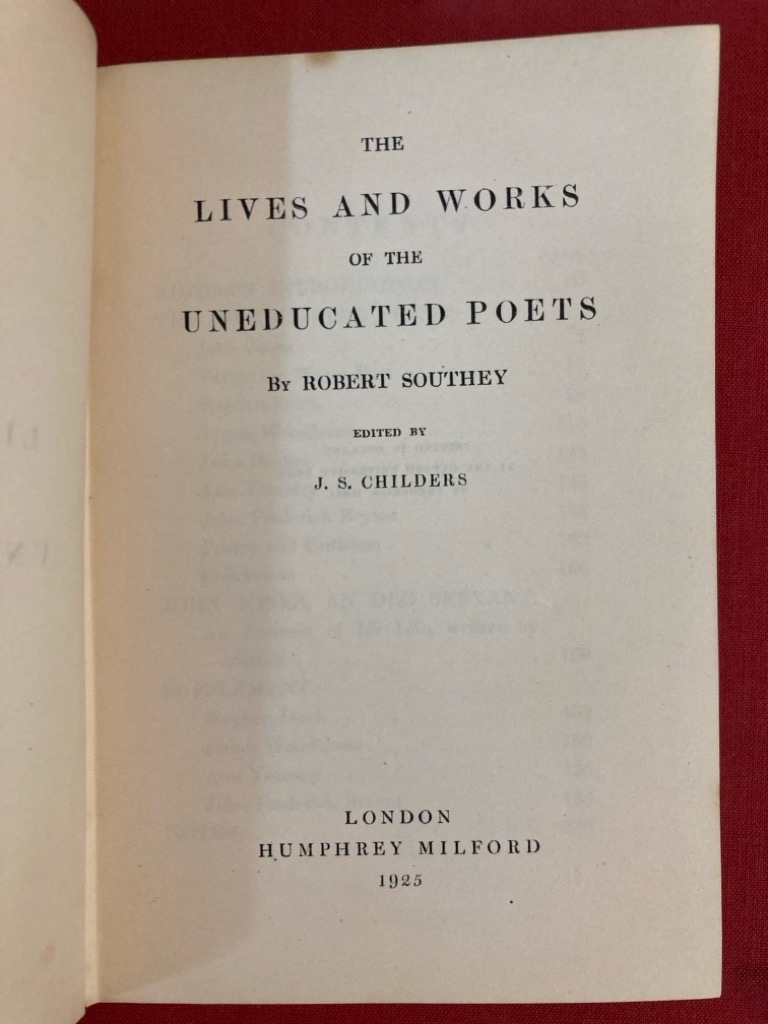 THE
LIVES AND WORKS
OF THE
UNEDUCATED POETS
By ROBERT SOUTHEY
EDITED BY
J. S. CHILDERS
LONDON
HUMPHREY MILFORD
1925